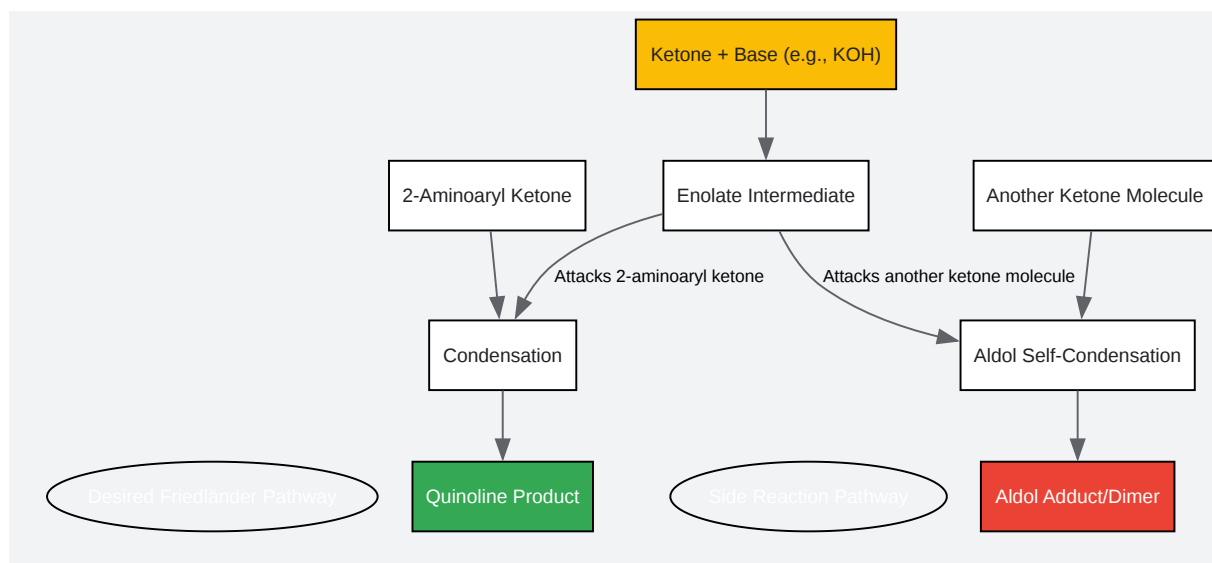 Ketone + Base (e.g., KOH)
2-Aminoaryl Ketone
Enolate Intermediate
Another Ketone Molecule
Attacks 2-aminoaryl ketone
Attacks another ketone molecule
Condensation
Aldol Self-Condensation
Desired Friedländer Pathway
Quinoline Product
Side Reaction Pathway
Aldol Adduct/Dimer